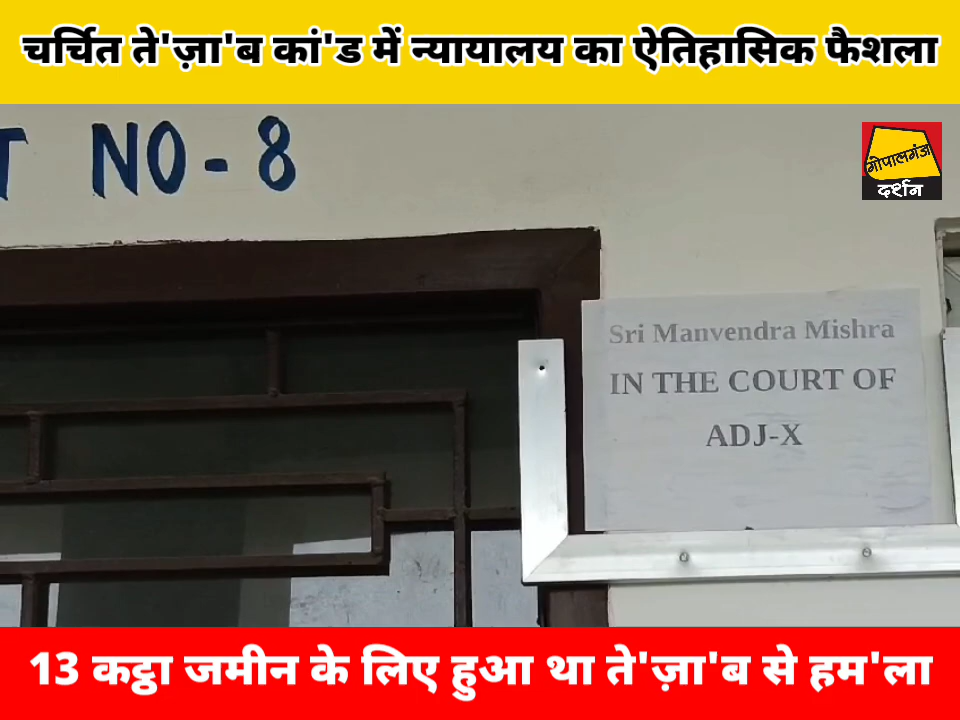 चर्चित ते'ज़ा'ब कां'ड में न्यायालय का ऐतिहासिक फैशला
T NO - 8
गोपालगंज
दर्शन
Sri Manvendra Mishra
IN THE COURT OF
ADJ-X
13 कट्ठा जमीन के लिए हुआ था ते'ज़ा'ब से हम'ला